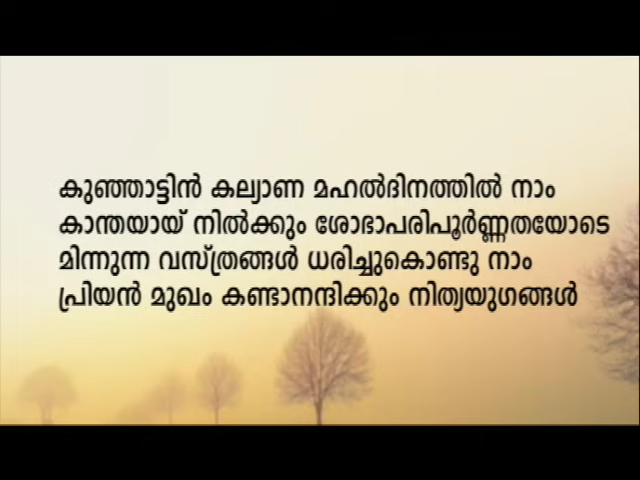 കുഞ്ഞാട്ടിൻ കല്യാണ മഹൽദിനത്തിൽ നാം
കാന്തയായ് നിൽക്കും ശോഭാപരിപൂർണ്ണതയോടെ
മിന്നുന്ന വസ്ത്രങ്ങൾ ധരിച്ചുകൊണ്ടു നാം
പ്രിയൻ മുഖം കണ്ടാനന്ദിക്കും നിത്യയുഗങ്ങൾ